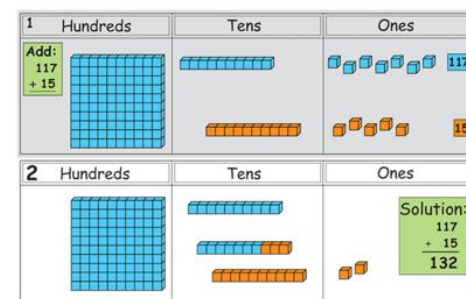 1 Hundreds Tens Ones
Add:
117
+ 15
117
15
2 Hundreds Tens Ones
Solution:
117
+ 15
132